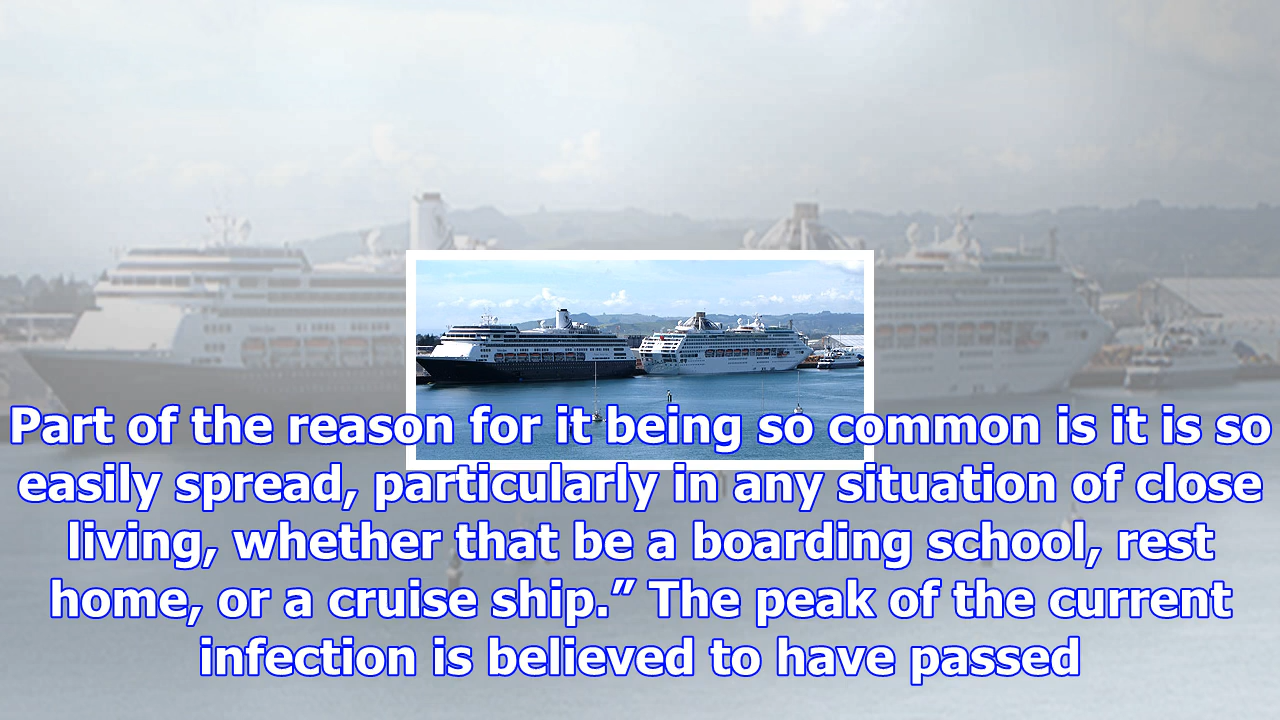 Part of the reason for it being so common is it is so
easily spread, particularly in any situation of close
living, whether that be a boarding school, rest
home, or a cruise ship.” The peak of the current
infection is believed to have passed